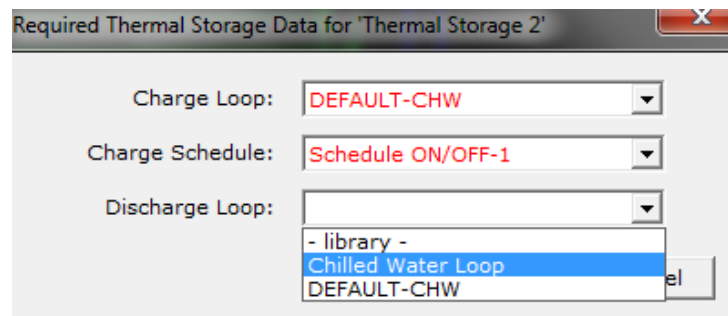 Required Thermal Storage Data for 'Thermal Storage 2'
Charge Loop: DEFAULT-CHW
Charge Schedule: Schedule ON/OFF-1
Discharge Loop:
- library -
Chilled Water Loop
DEFAULT-CHW
el